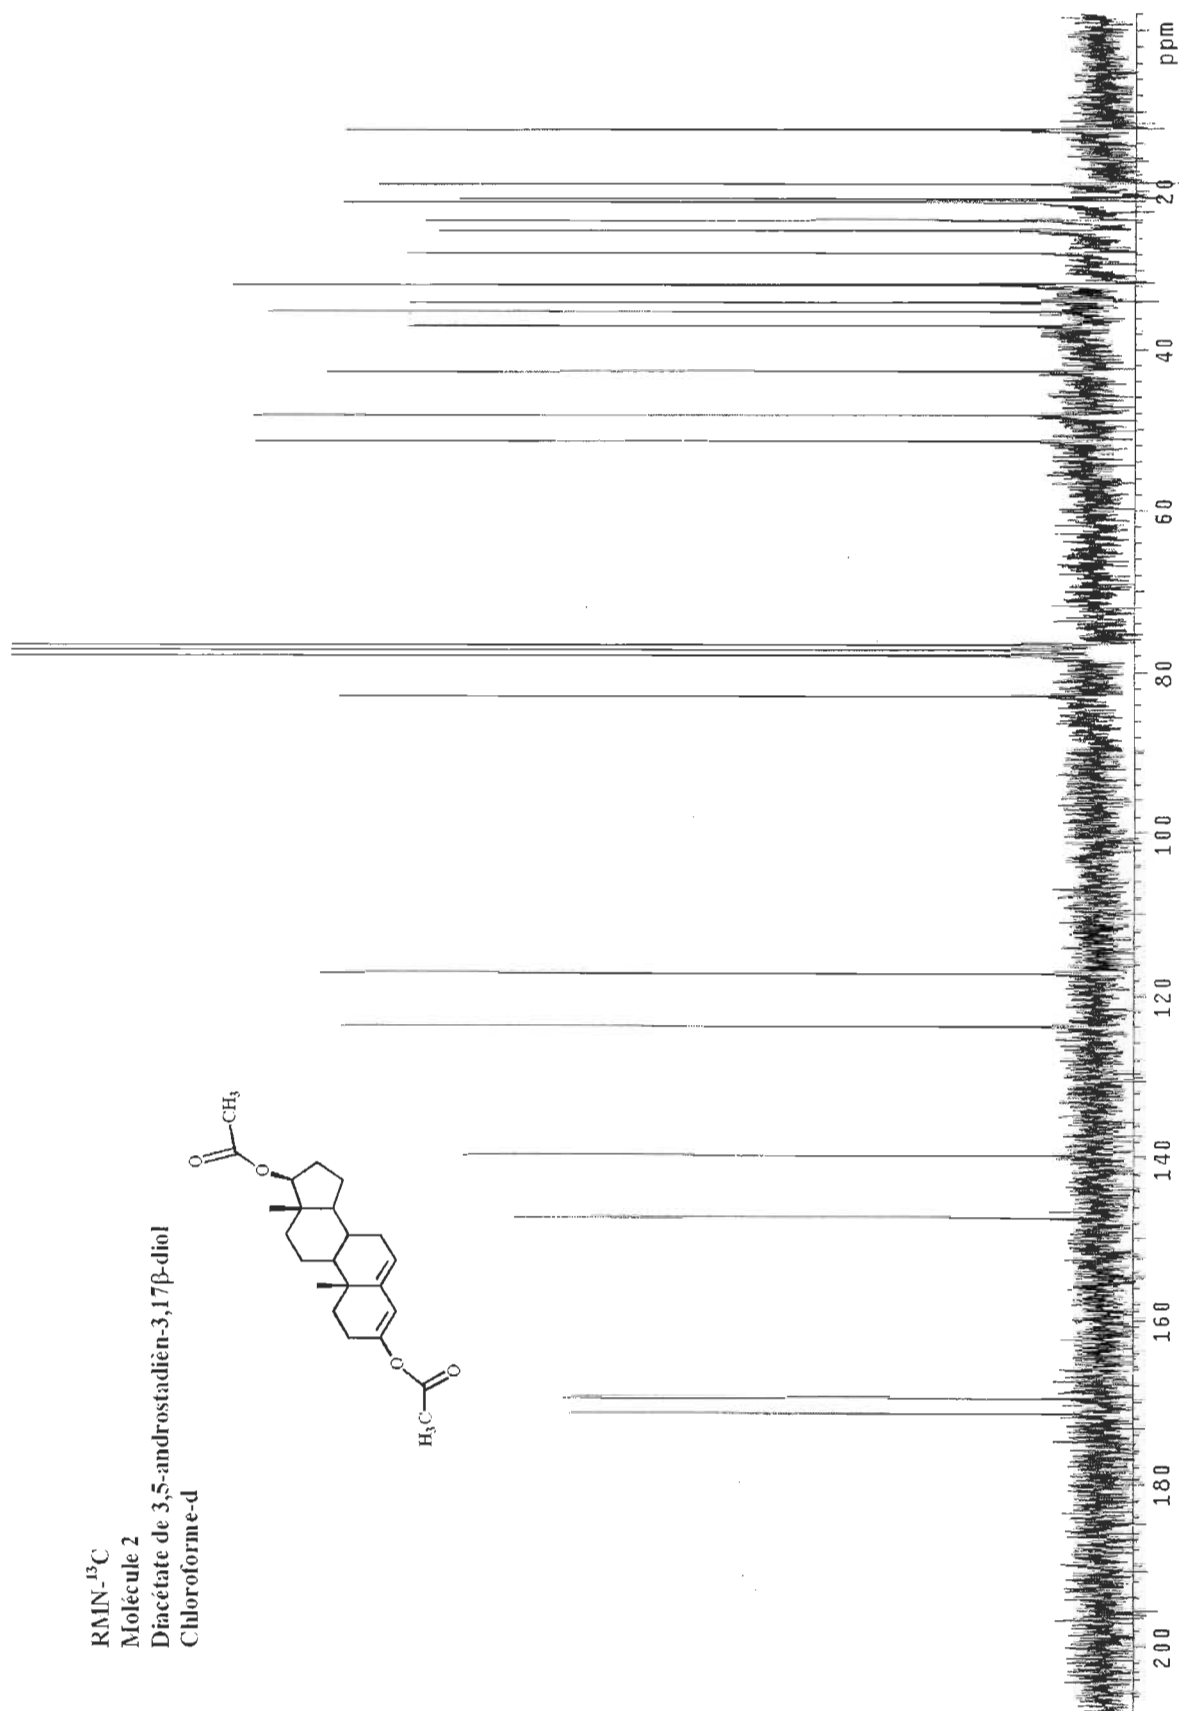 RMN-¹³C
Molécule 2
Diacétate de 3,5-androstadièn-3,17β-diol
Chloroforme-d
H₃C
O
O
O
O
CH₃
200 180 160 140 120 100 80 60 40 20 ppm